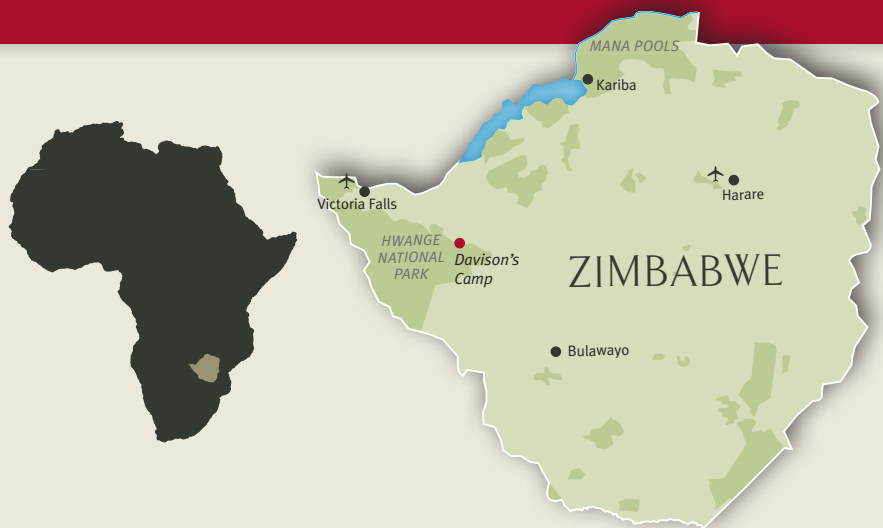 MANA POOLS
Kariba
Victoria Falls
Harare
HWANGE
NATIONAL
PARK
Davison's
Camp
ZIMBABWE
Bulawayo